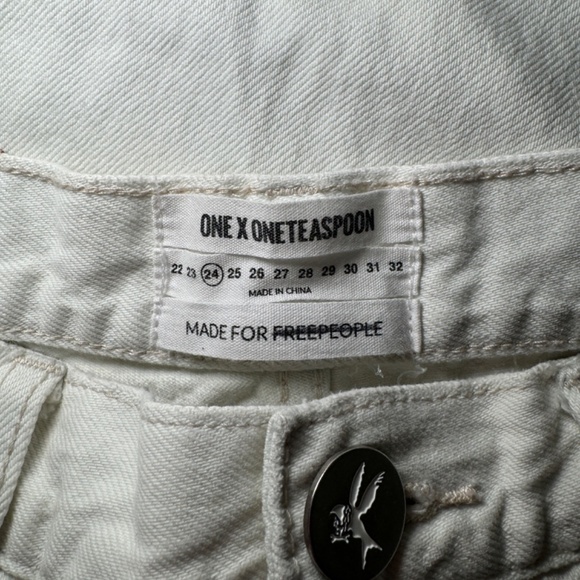 ONE X ONETEASPOON
22 23 24 25 26 27 28 29 30 31 32
MADE IN CHINA
MADE FOR FREEPEOPLE